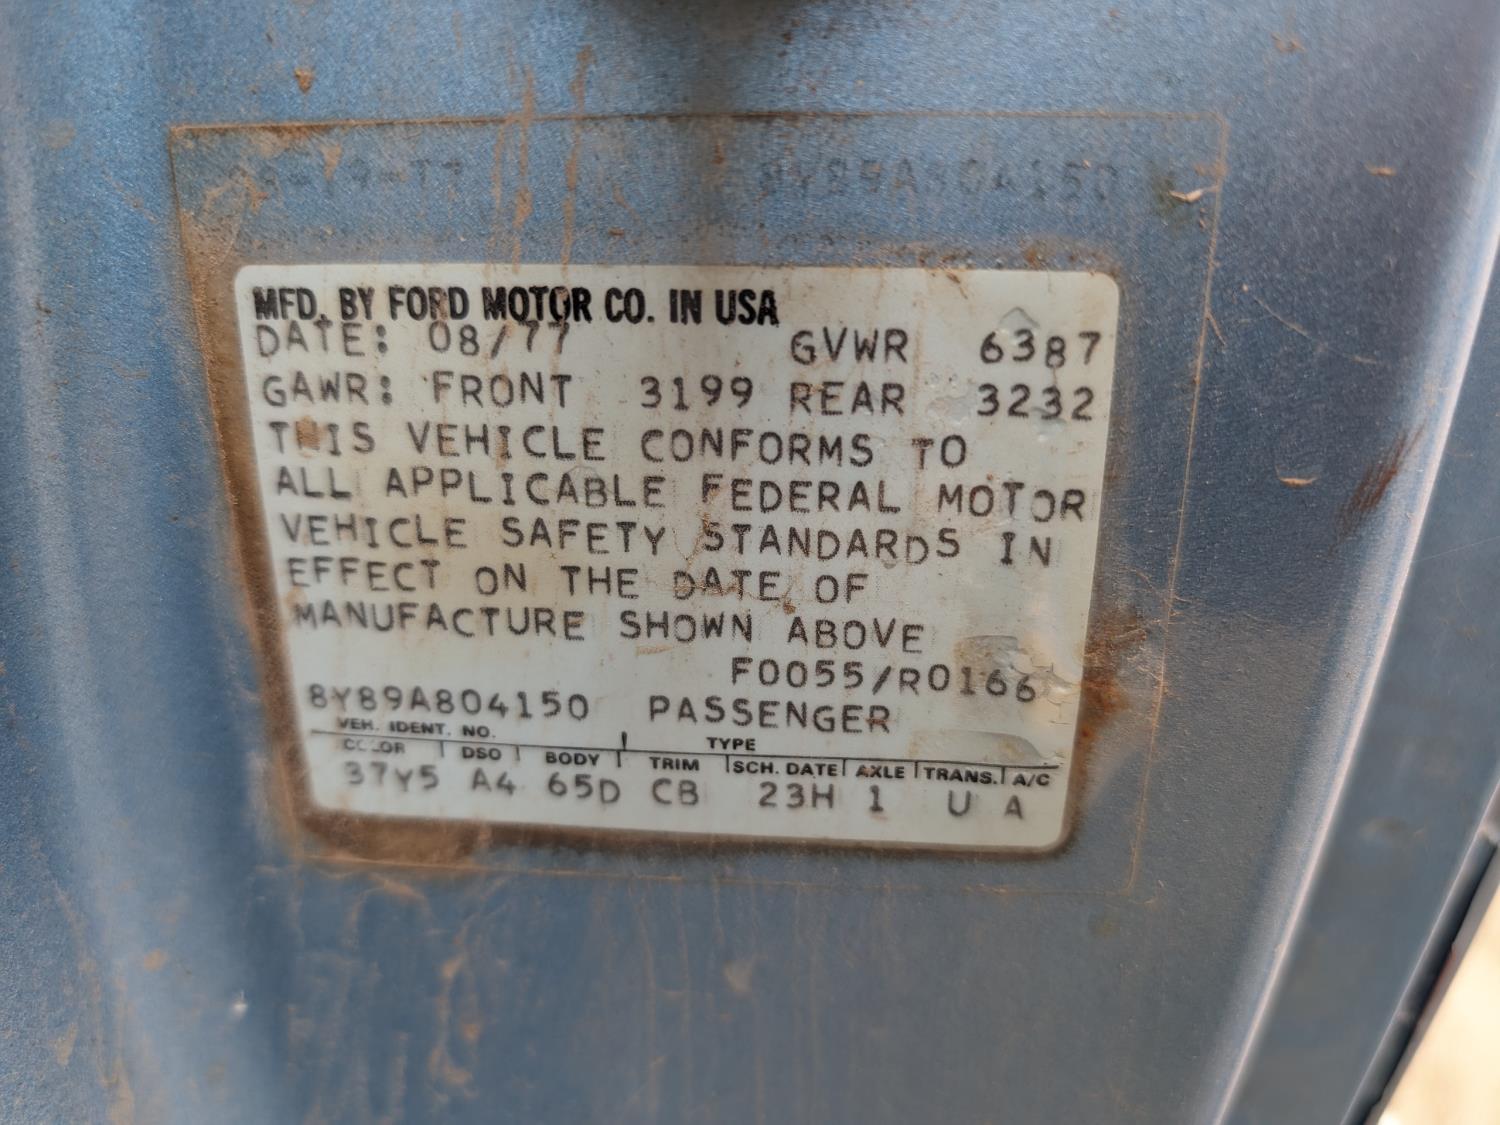 8Y89A804150
MFD. BY FORD MOTOR CO. IN USA
DATE: 08/77 GVWR 6387
GAWR: FRONT 3199 REAR 3232
THIS VEHICLE CONFORMS TO
ALL APPLICABLE FEDERAL MOTOR
VEHICLE SAFETY STANDARDS IN
EFFECT ON THE DATE OF
MANUFACTURE SHOWN ABOVE
F0055/R0166
8Y89A804150 PASSENGER
VEH. IDENT. NO. TYPE
COLOR DSO BODY TRIM SCH. DATE AXLE TRANS. A/C
37Y5 A4 65D CB 23H 1 U A